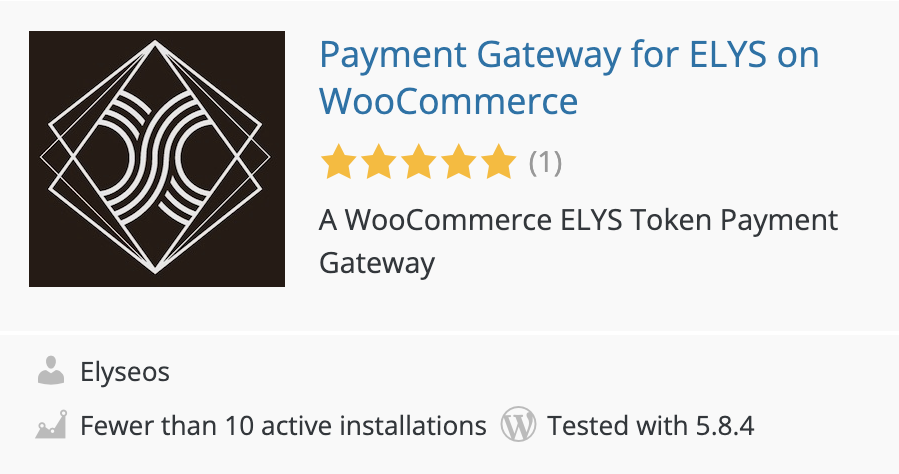 Payment Gateway for ELYS on
WooCommerce
(1)
A WooCommerce ELYS Token Payment
Gateway
Elyseos
Fewer than 10 active installations
Tested with 5.8.4